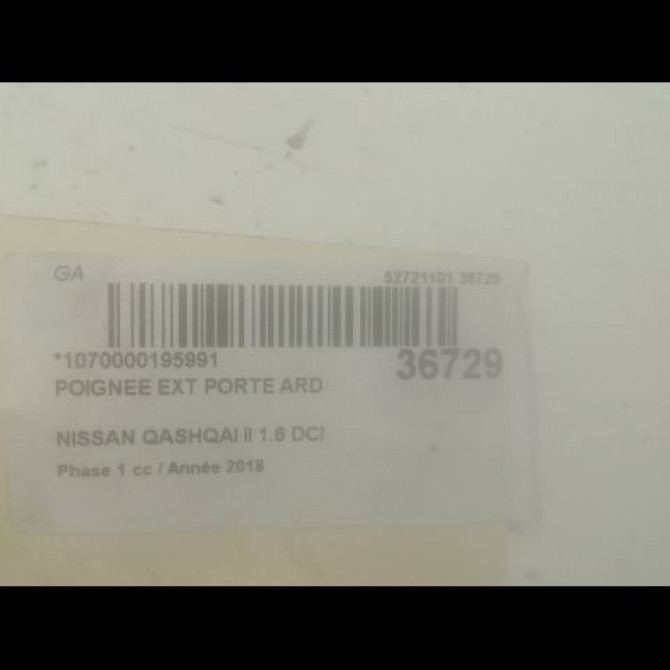 GA 52721101 36729
*1070000195991 36729
POIGNEE EXT PORTE ARD
NISSAN QASHQAI II 1.6 DCI
Phase 1 cc / Année 2018